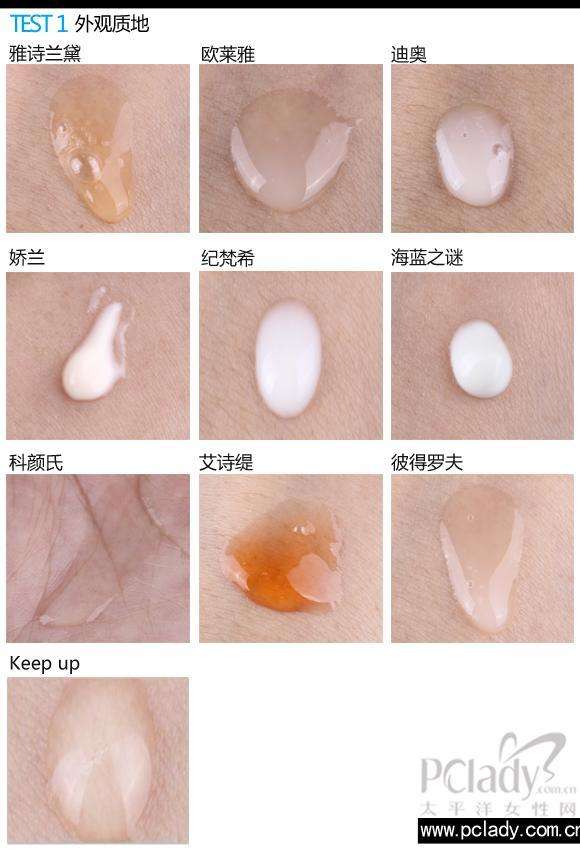 TEST 1 外观质地
雅诗兰黛 欧莱雅 迪奥
娇兰 纪梵希 海蓝之谜
科颜氏 艾诗缇 彼得罗夫
Keep up
PClady.com.cn
太平洋女性网
www.pclady.com.cn